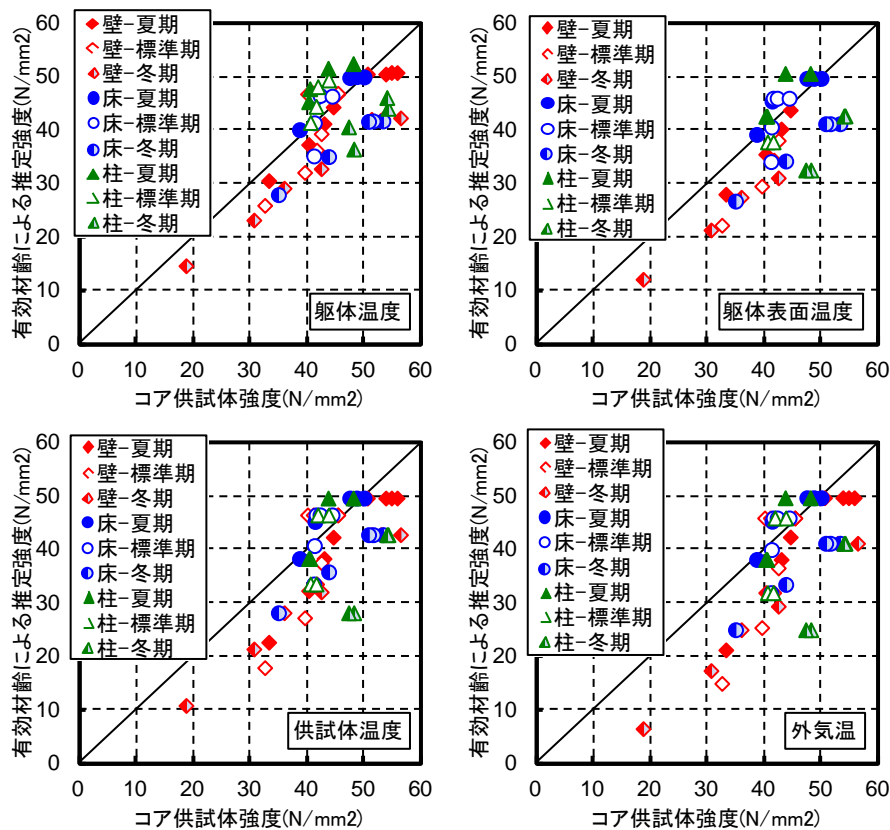 有効材齢による推定強度(N/mm2)
60
50
40
30
20
10
0
壁-夏期
壁-標準期
壁-冬期
床-夏期
床-標準期
床-冬期
柱-夏期
柱-標準期
柱-冬期
躯体温度
0 10 20 30 40 50 60
コア供試体強度(N/mm2)
有効材齢による推定強度(N/mm2)
60
50
40
30
20
10
0
壁-夏期
壁-標準期
壁-冬期
床-夏期
床-標準期
床-冬期
柱-夏期
柱-標準期
柱-冬期
躯体表面温度
0 10 20 30 40 50 60
コア供試体強度(N/mm2)
有効材齢による推定強度(N/mm2)
60
50
40
30
20
10
0
壁-夏期
壁-標準期
壁-冬期
床-夏期
床-標準期
床-冬期
柱-夏期
柱-標準期
柱-冬期
供試体温度
0 10 20 30 40 50 60
コア供試体強度(N/mm2)
有効材齢による推定強度(N/mm2)
60
50
40
30
20
10
0
壁-夏期
壁-標準期
壁-冬期
床-夏期
床-標準期
床-冬期
柱-夏期
柱-標準期
柱-冬期
外気温
0 10 20 30 40 50 60
コア供試体強度(N/mm2)